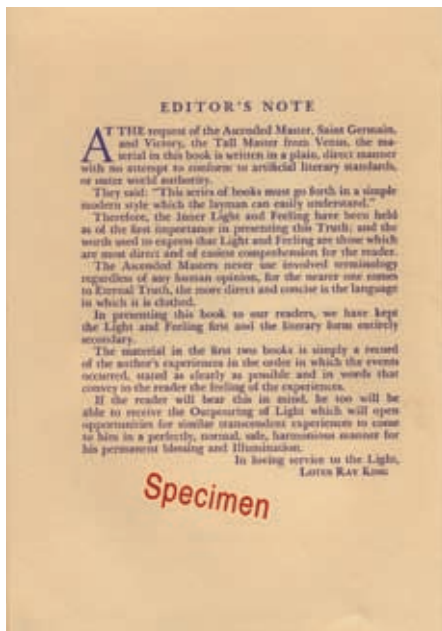 EDITOR'S NOTE
AT THE request of the Ascended Master, Saint Germain,
and Victory, the Tall Master from Venus, the ma-
terial in this book is written in a plain, direct manner
with no attempt to conform to artificial literary standards,
or outer world authority.
They said: "This series of books must go forth in a simple
modern style which the layman can easily understand."
Therefore, the Inner Light and Feeling have been held
as of the first importance in presenting this Truth; and the
words used to express that Light and Feeling are those which
are most direct and of easiest comprehension for the reader.
The Ascended Masters never use involved terminology
regardless of any human opinion, for the nearer one comes
to Eternal Truth, the more direct and concise is the language
in which it is clothed.
In presenting this book to our readers, we have kept
the Light and Feeling first and the literary form entirely
secondary.
The material in the first two books is simply a record
of the author's experiences in the order in which the events
occurred, stated as clearly as possible and in words that
convey to the reader the feeling of the experiences.
If the reader will bear this in mind, he too will be
able to receive the Outpouring of Light which will open
opportunities for similar transcendent experiences to come
to him in a perfectly, normal, safe, harmonious manner for
his permanent blessing and Illumination.
In loving service to the Light,
LOTUS RAY KING
Specimen